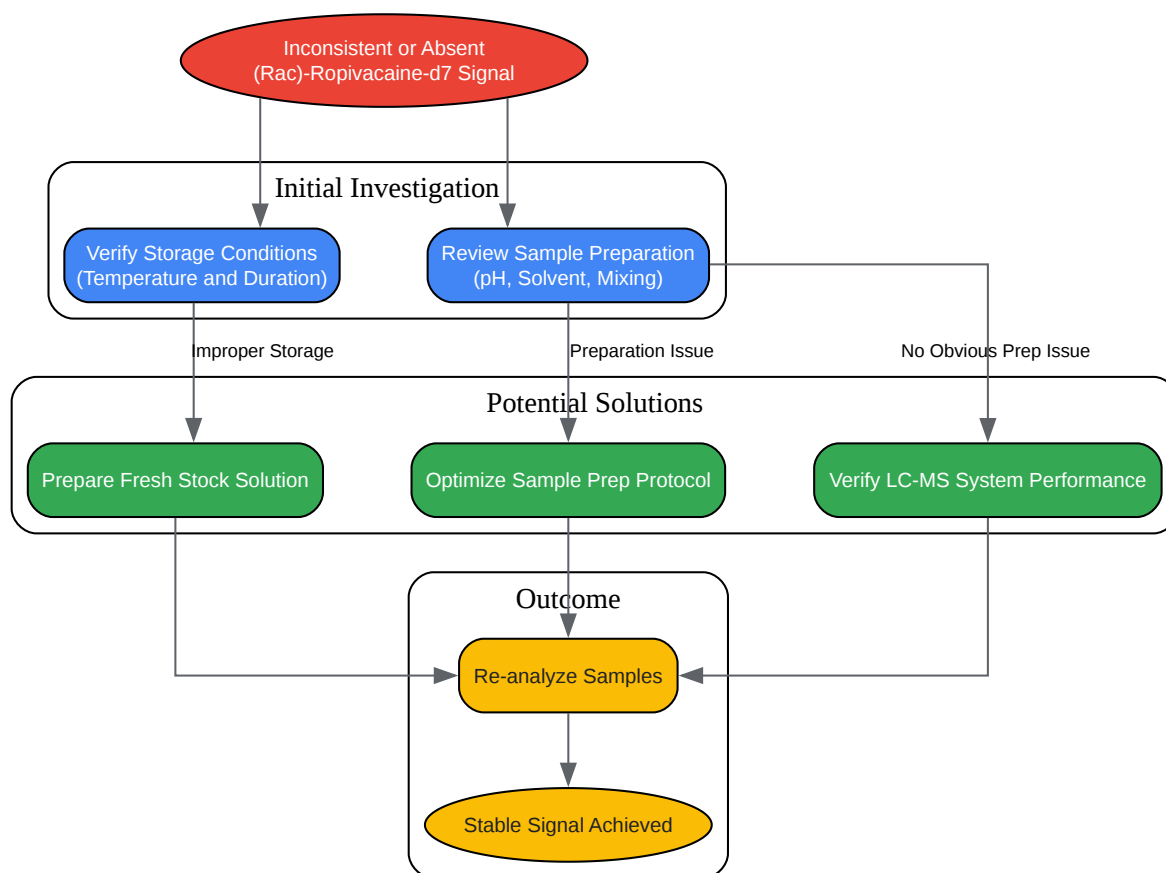 Inconsistent or Absent
(Rac)-Ropivacaine-d7 Signal
Initial Investigation
Verify Storage Conditions
(Temperature and Duration)
Review Sample Preparation
(pH, Solvent, Mixing)
Improper Storage
Preparation Issue
No Obvious Prep Issue
Potential Solutions
Prepare Fresh Stock Solution
Optimize Sample Prep Protocol
Verify LC-MS System Performance
Outcome
Re-analyze Samples
Stable Signal Achieved